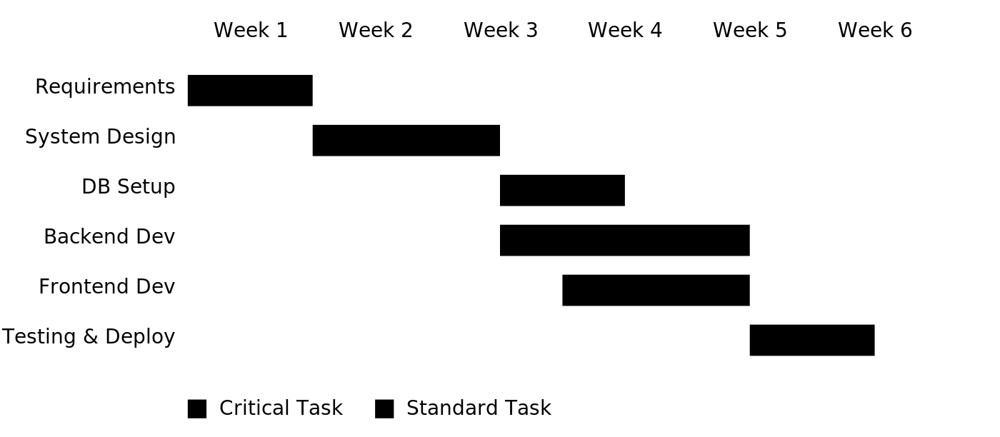 Week 1 Week 2 Week 3 Week 4 Week 5 Week 6
Requirements
System Design
DB Setup
Backend Dev
Frontend Dev
Testing & Deploy
Critical Task Standard Task